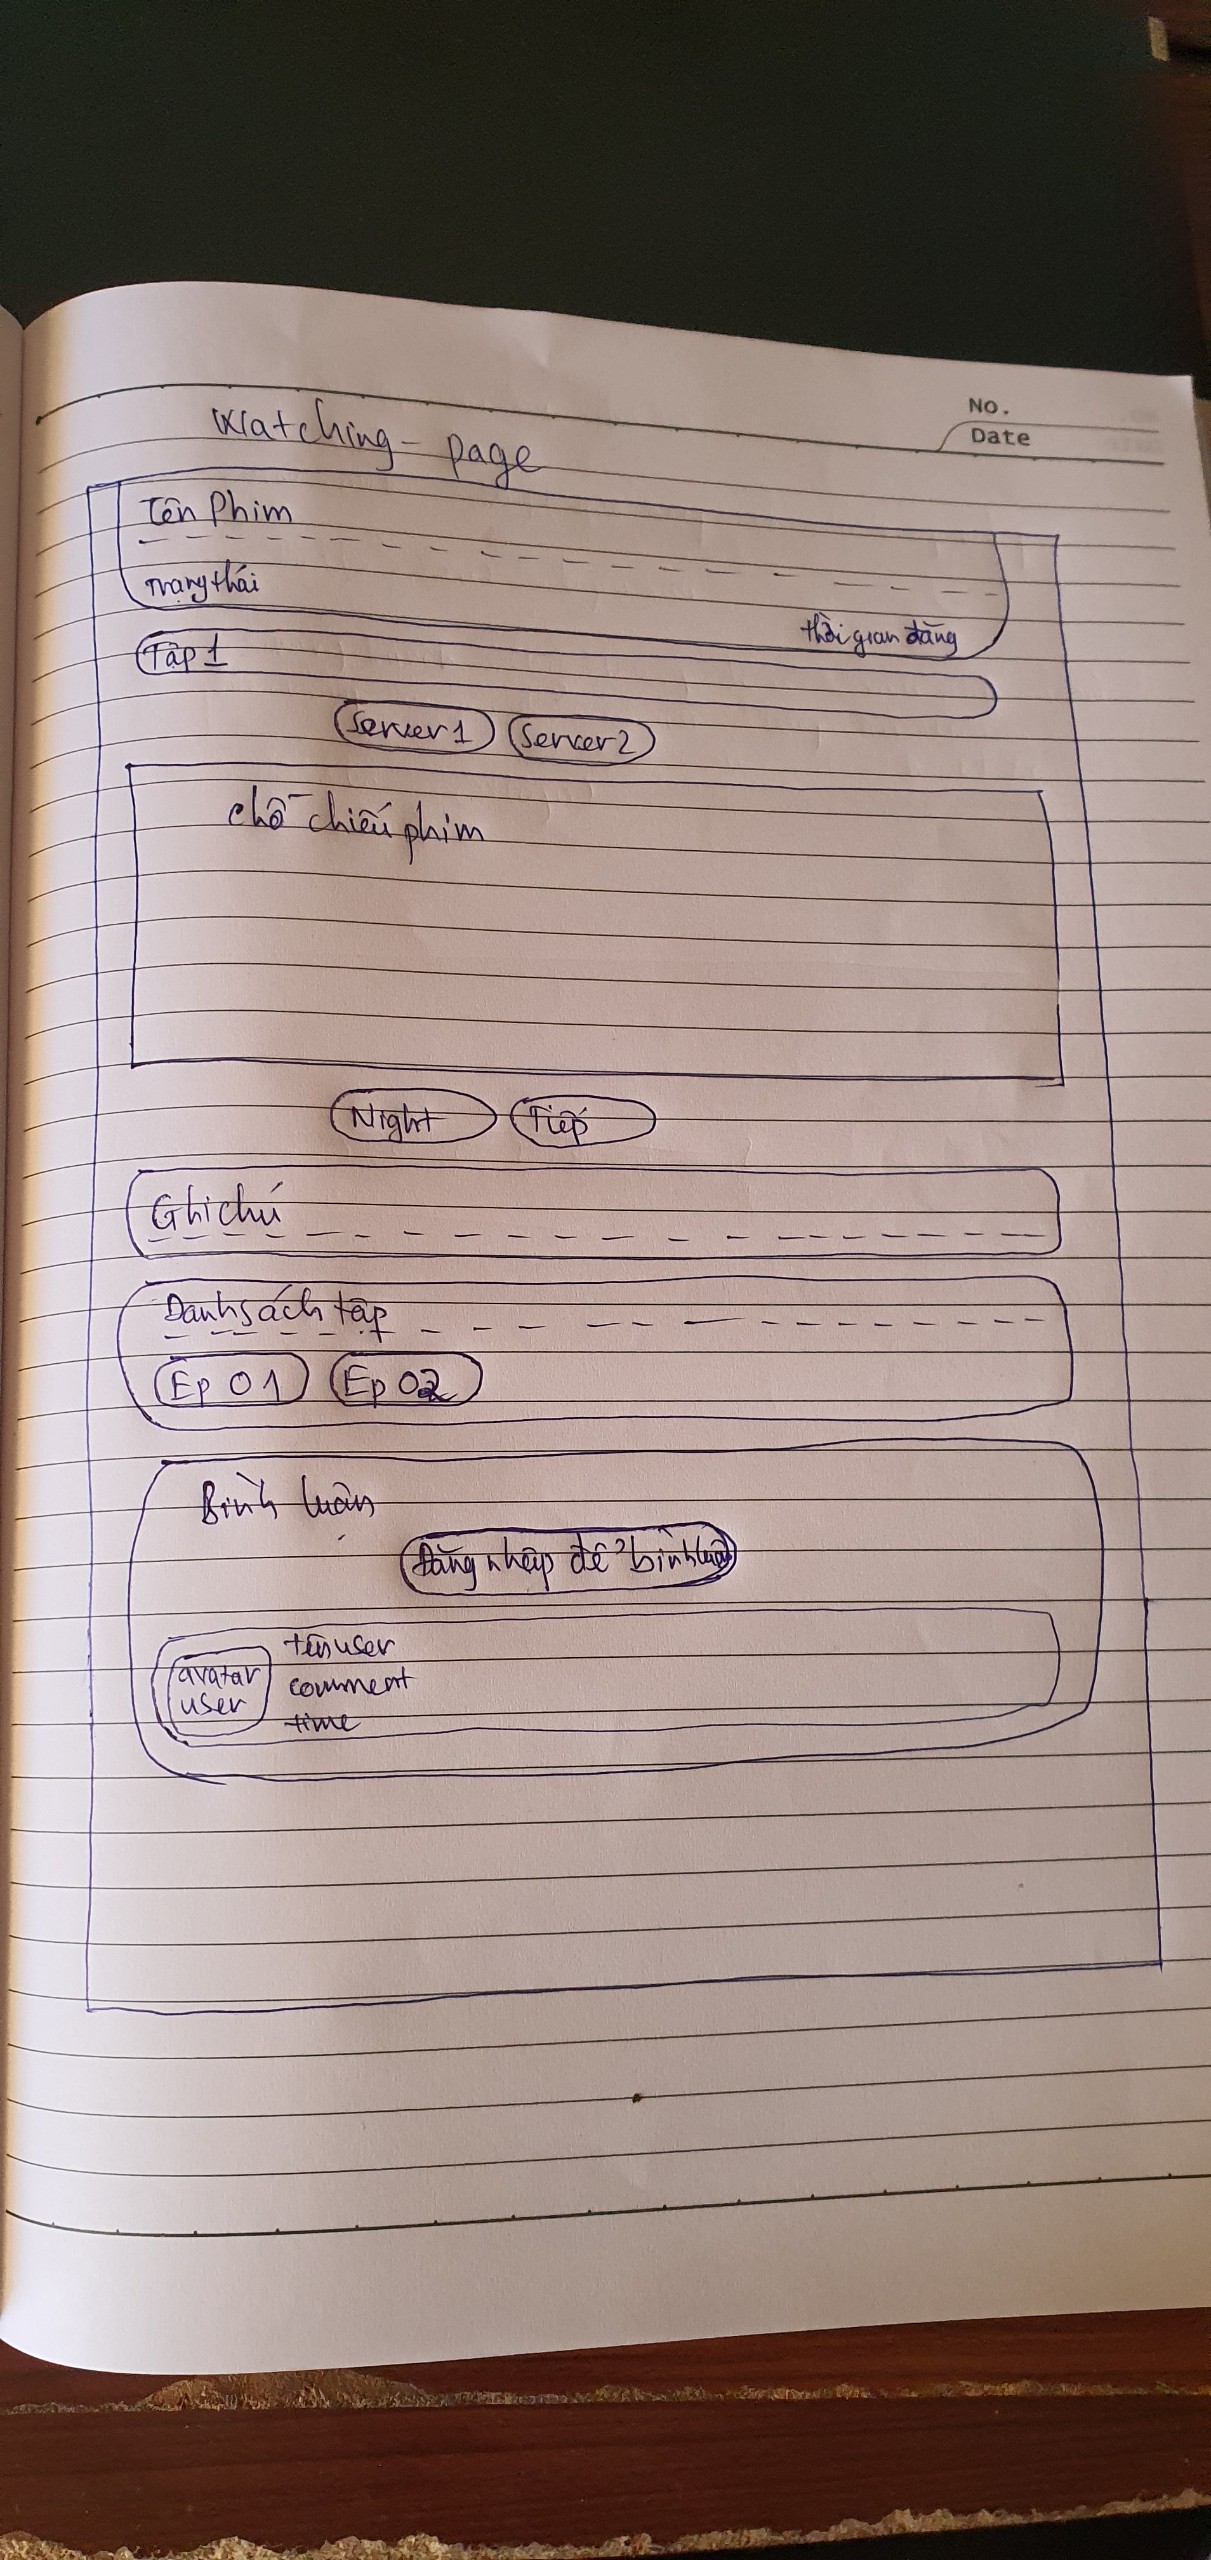 No.
Date
Watching - page
Tên Phim
Trạng thái
thời gian đăng
Tập 1
Server 1 Server 2
chỗ chiếu phim
Night Tiếp
Ghi chú
Danh sách tập
Ep 01 Ep 02
Bình luận
Đăng nhập để bình luận
avatar user
tên user
comment
time